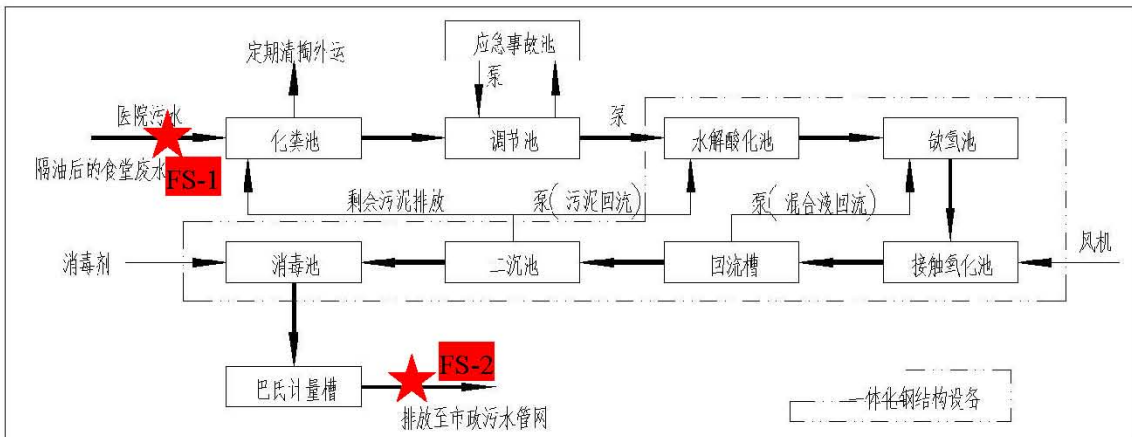 定期清掏外运
应急事故池
泵
医院污水
化粪池
调节池
泵
水解酸化池
缺氧池
隔油后的食堂废水
FS-1
剩余污泥排放
泵(污泥回流)
泵(混合液回流)
风机
消毒剂
消毒池
二沉池
回流槽
接触氧化池
FS-2
巴氏计量槽
排放至市政污水管网
一体化钢结构设备